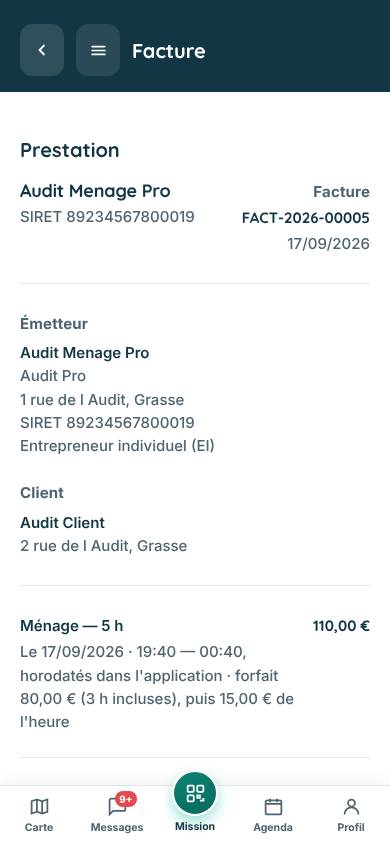 Facture
Prestation
Audit Menage Pro
Facture
SIRET 89234567800019
FACT-2026-00005
17/09/2026
Émetteur
Audit Menage Pro
Audit Pro
1 rue de l Audit, Grasse
SIRET 89234567800019
Entrepreneur individuel (EI)
Client
Audit Client
2 rue de l Audit, Grasse
Ménage — 5 h
110,00 €
Le 17/09/2026 · 19:40 — 00:40,
horodatés dans l'application · forfait
80,00 € (3 h incluses), puis 15,00 € de
l'heure
9+
Carte
Messages
Mission
Agenda
Profil